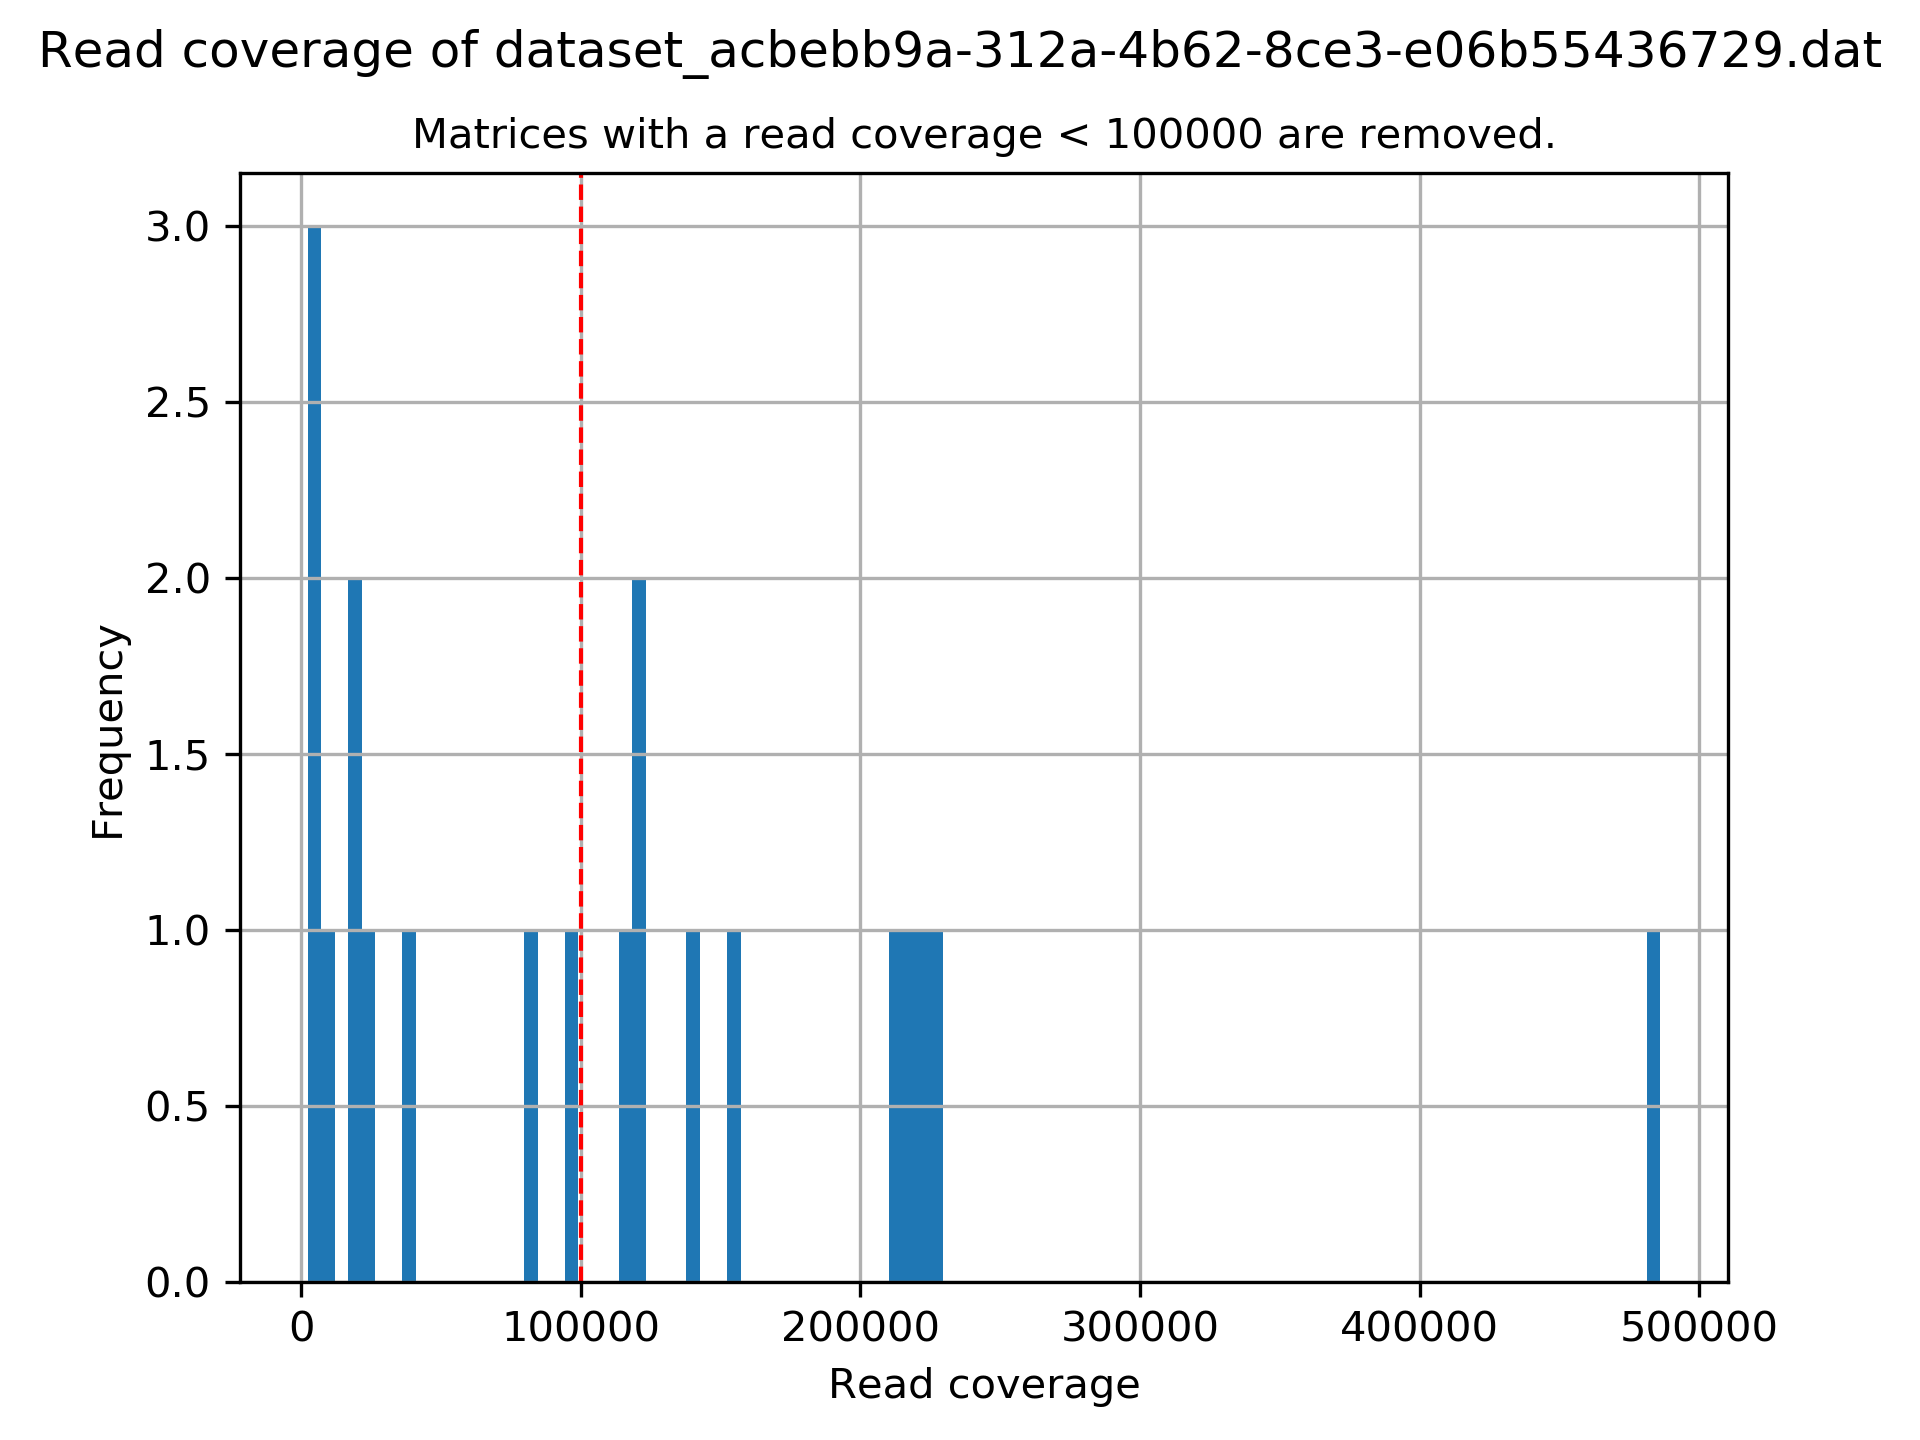 Read coverage of dataset_acbebb9a-312a-4b62-8ce3-e06b55436729.dat
Matrices with a read coverage < 100000 are removed.
3.0
2.5
2.0
1.5
1.0
0.5
0.0
Frequency
0 100000 200000 300000 400000 500000
Read coverage